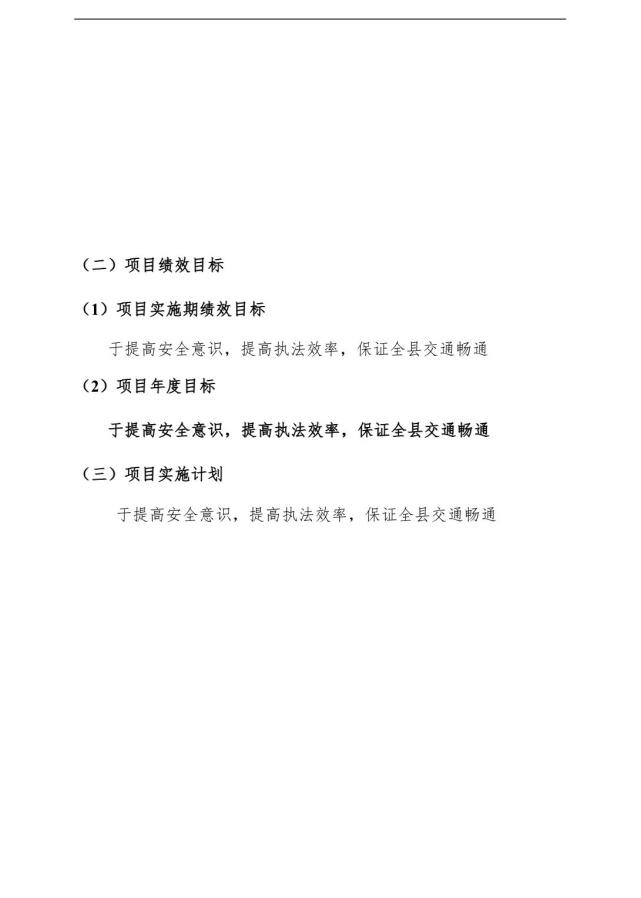 （二）项目绩效目标
（1）项目实施期绩效目标
于提高安全意识，提高执法效率，保证全县交通畅通
（2）项目年度目标
于提高安全意识，提高执法效率，保证全县交通畅通
（三）项目实施计划
于提高安全意识，提高执法效率，保证全县交通畅通